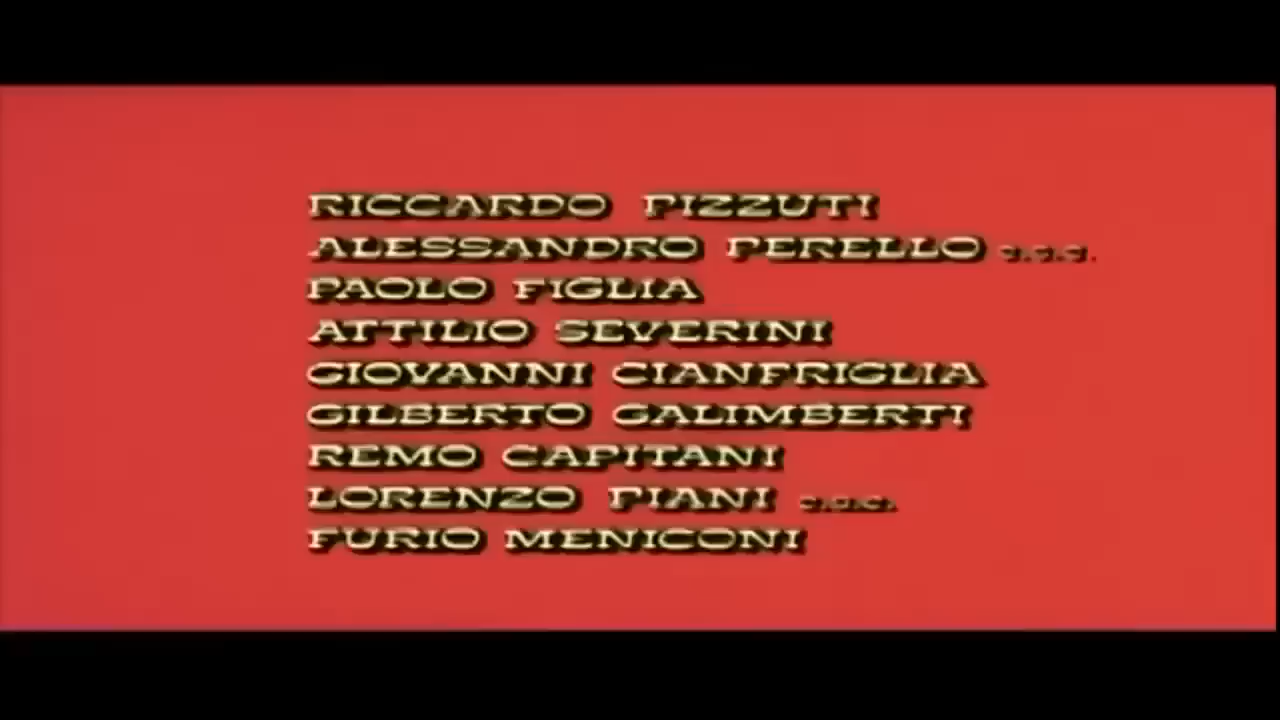 RICCARDO PIZZUTI
ALESSANDRO PERELLO c.s.c.
PAOLO FIGLIA
ATTILIO SEVERINI
GIOVANNI CIANFRIGLIA
GILBERTO GALIMBERTI
REMO CAPITANI
LORENZO PIANI c.s.c.
FURIO MENICONI